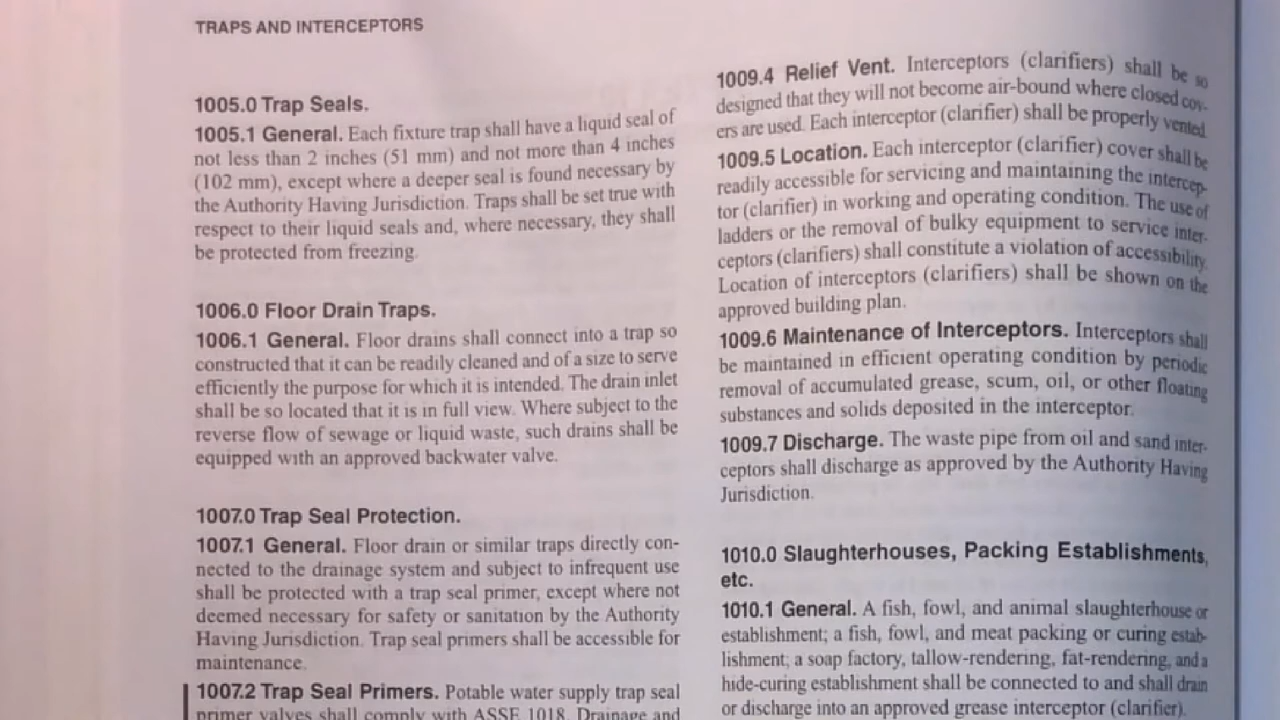 TRAPS AND INTERCEPTORS
1005.0 Trap Seals.
1005.1 General. Each fixture trap shall have a liquid seal of
not less than 2 inches (51 mm) and not more than 4 inches
(102 mm), except where a deeper seal is found necessary by
the Authority Having Jurisdiction. Traps shall be set true with
respect to their liquid seals and, where necessary, they shall
be protected from freezing.
1006.0 Floor Drain Traps.
1006.1 General. Floor drains shall connect into a trap so
constructed that it can be readily cleaned and of a size to serve
efficiently the purpose for which it is intended. The drain inlet
shall be so located that it is in full view. Where subject to the
reverse flow of sewage or liquid waste, such drains shall be
equipped with an approved backwater valve.
1007.0 Trap Seal Protection.
1007.1 General. Floor drain or similar traps directly con-
nected to the drainage system and subject to infrequent use
shall be protected with a trap seal primer, except where not
deemed necessary for safety or sanitation by the Authority
Having Jurisdiction. Trap seal primers shall be accessible for
maintenance.
1007.2 Trap Seal Primers. Potable water supply trap seal
primer valves shall comply with ASSE 1018. Drainage and
1009.4 Relief Vent. Interceptors (clarifiers) shall be so
designed that they will not become air-bound where closed cov-
ers are used. Each interceptor (clarifier) shall be properly vented.
1009.5 Location. Each interceptor (clarifier) cover shall be
readily accessible for servicing and maintaining the intercep-
tor (clarifier) in working and operating condition. The use of
ladders or the removal of bulky equipment to service inter-
ceptors (clarifiers) shall constitute a violation of accessibility.
Location of interceptors (clarifiers) shall be shown on the
approved building plan.
1009.6 Maintenance of Interceptors. Interceptors shall
be maintained in efficient operating condition by periodic
removal of accumulated grease, scum, oil, or other floating
substances and solids deposited in the interceptor.
1009.7 Discharge. The waste pipe from oil and sand inter-
ceptors shall discharge as approved by the Authority Having
Jurisdiction.
1010.0 Slaughterhouses, Packing Establishments,
etc.
1010.1 General. A fish, fowl, and animal slaughterhouse or
establishment; a fish, fowl, and meat packing or curing estab-
lishment; a soap factory, tallow-rendering, fat-rendering, and a
hide-curing establishment shall be connected to and shall drain
or discharge into an approved grease interceptor (clarifier).